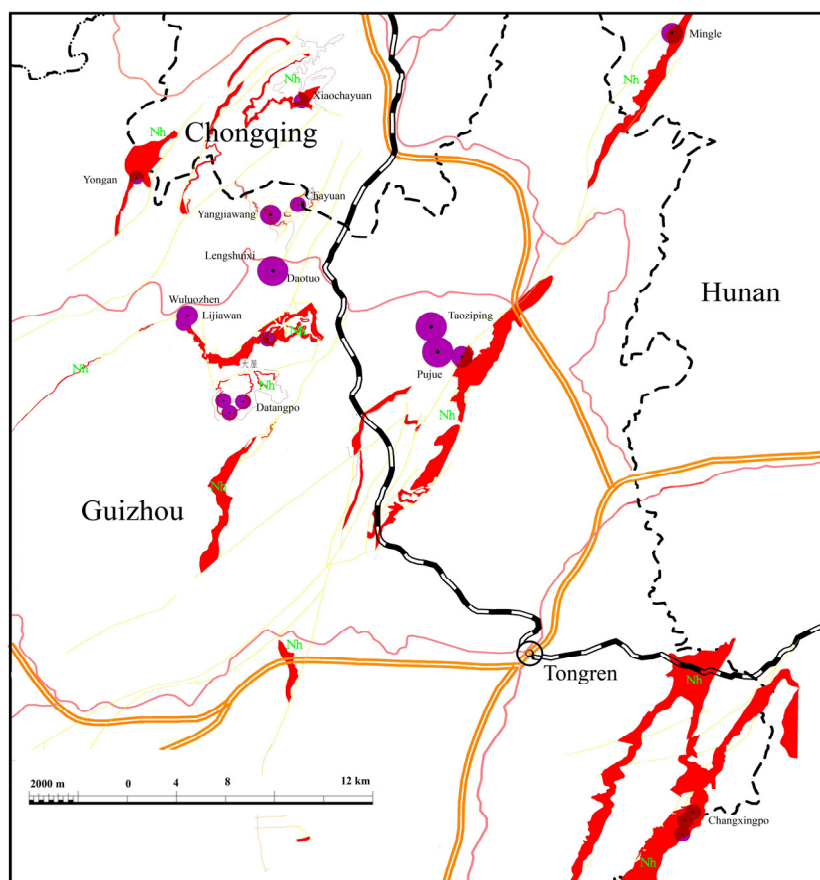 Mingle
Nh
Nh
Xiaochayuan
Nh
Chongqing
Yongan
Chayuan
Yangjiawang
Lengshuixi
Daotuo
Hunan
Wuluozhen
Lijiawan
Taoziping
Nh
大屋
Nh
Pujue
Nh
Datangpo
Nh
Nh
Guizhou
Nh
Tongren
Nh
2000 m 0 4 8 12 km
Changxingpo
Nh